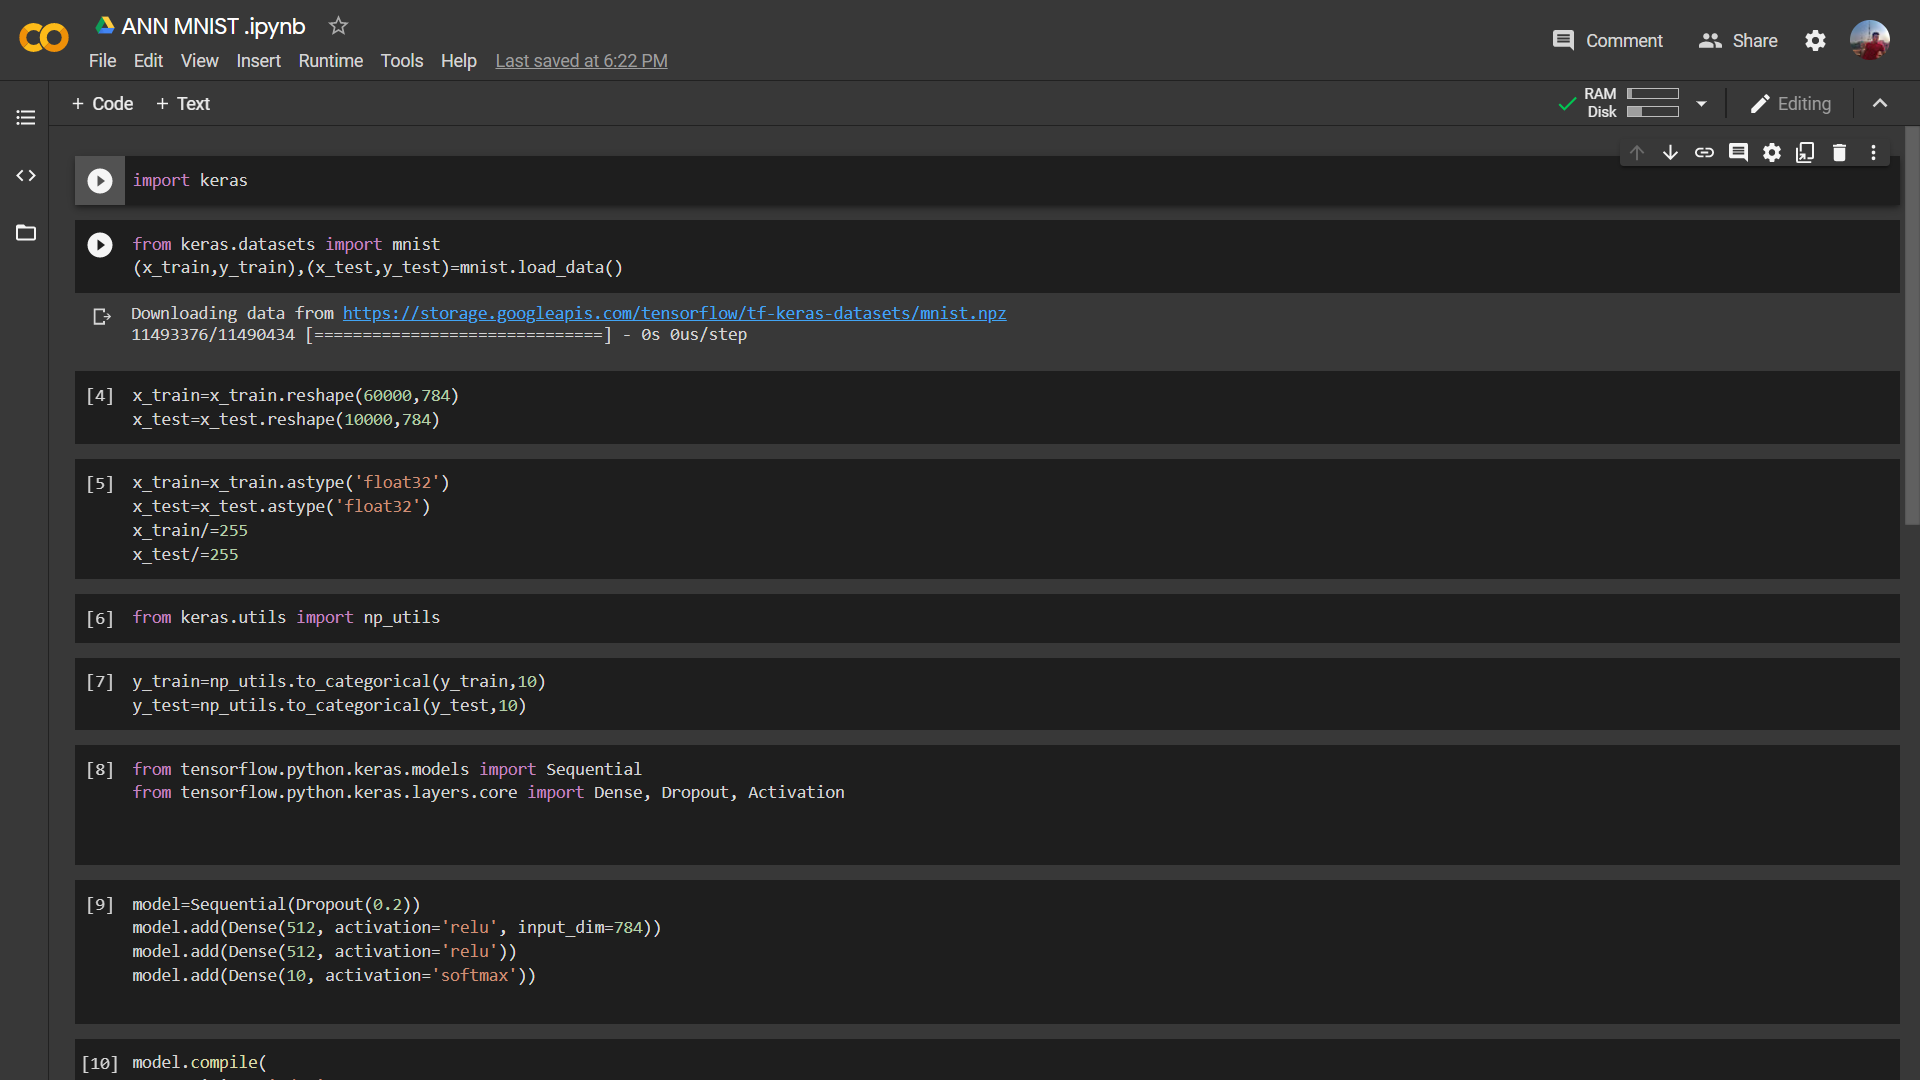 ANN MNIST .ipynb
File Edit View Insert Runtime Tools Help Last saved at 6:22 PM
Comment Share
+ Code + Text
RAM
Disk
Editing
import keras
from keras.datasets import mnist
(x_train,y_train),(x_test,y_test)=mnist.load_data()
Downloading data from https://storage.googleapis.com/tensorflow/tf-keras-datasets/mnist.npz
11493376/11490434 [==============================] - 0s 0us/step
[4] x_train=x_train.reshape(60000,784)
x_test=x_test.reshape(10000,784)
[5] x_train=x_train.astype('float32')
x_test=x_test.astype('float32')
x_train/=255
x_test/=255
[6] from keras.utils import np_utils
[7] y_train=np_utils.to_categorical(y_train,10)
y_test=np_utils.to_categorical(y_test,10)
[8] from tensorflow.python.keras.models import Sequential
from tensorflow.python.keras.layers.core import Dense, Dropout, Activation
[9] model=Sequential(Dropout(0.2))
model.add(Dense(512, activation='relu', input_dim=784))
model.add(Dense(512, activation='relu'))
model.add(Dense(10, activation='softmax'))
[10] model.compile(